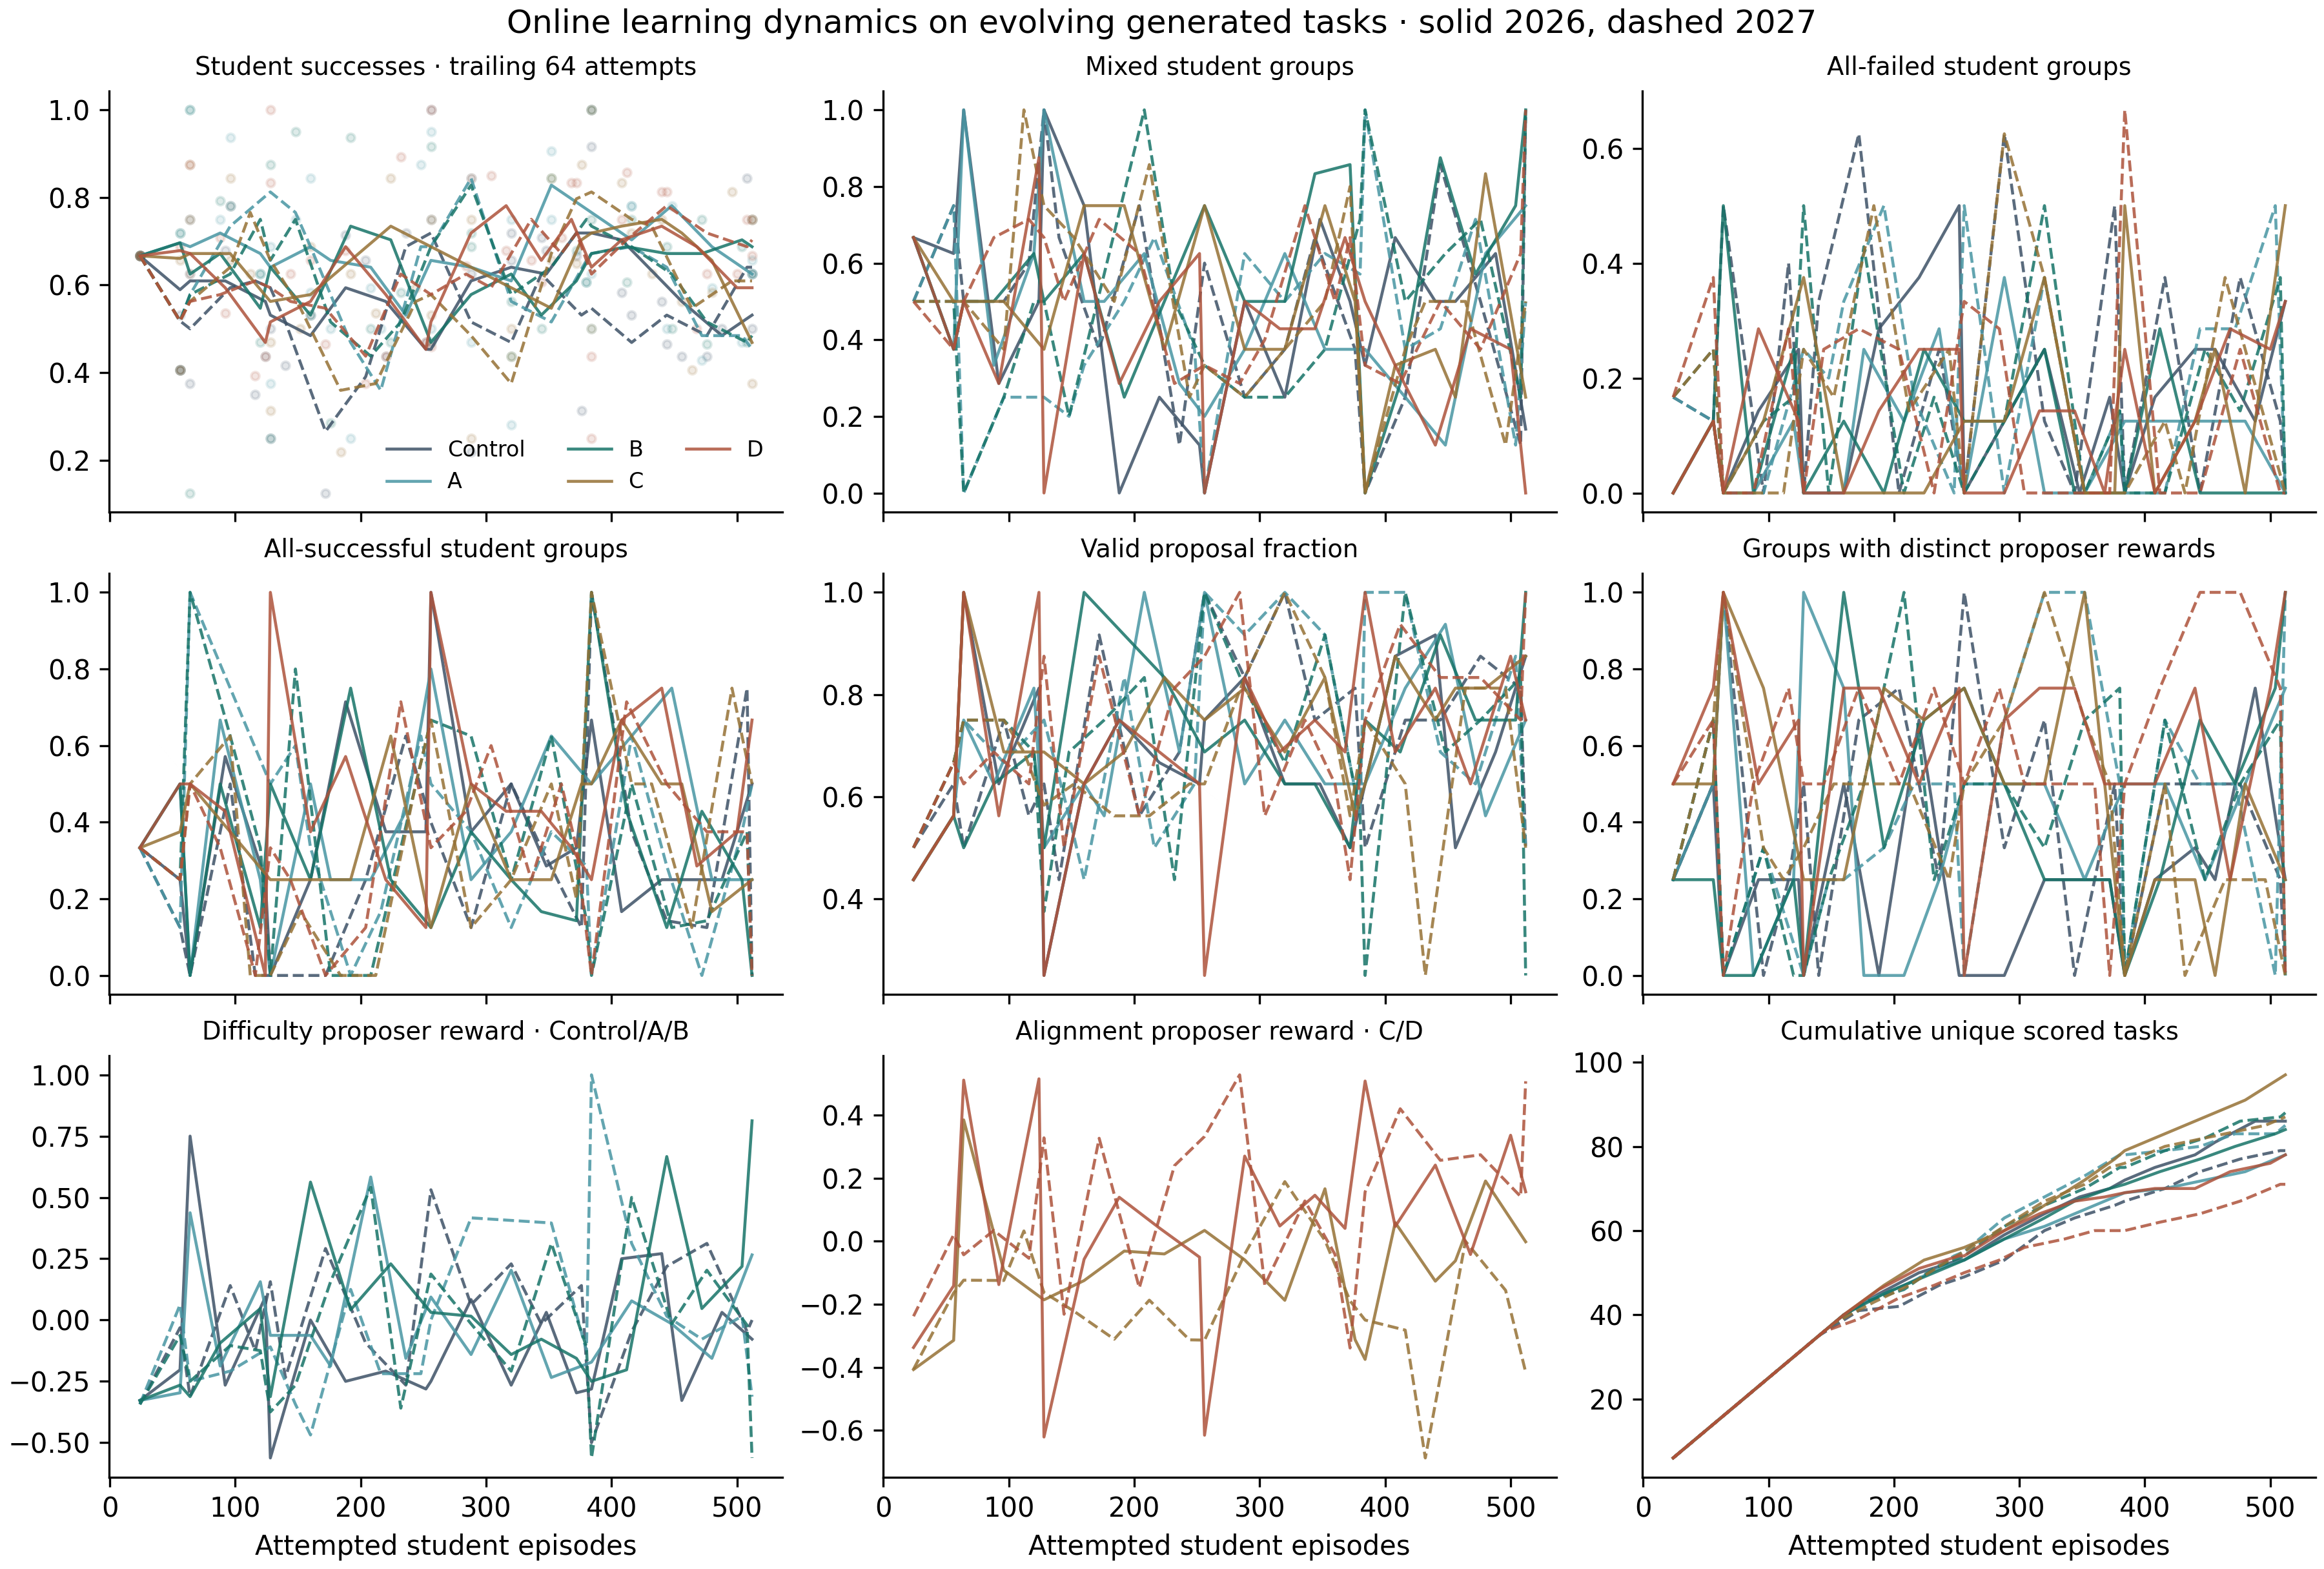 Online learning dynamics on evolving generated tasks · solid 2026, dashed 2027
Student successes · trailing 64 attempts
1.0
0.8
0.6
0.4
0.2
Control
A
B
C
D
Mixed student groups
1.0
0.8
0.6
0.4
0.2
0.0
All-failed student groups
0.6
0.4
0.2
0.0
All-successful student groups
1.0
0.8
0.6
0.4
0.2
0.0
Valid proposal fraction
1.0
0.8
0.6
0.4
Groups with distinct proposer rewards
1.0
0.8
0.6
0.4
0.2
0.0
Difficulty proposer reward · Control/A/B
1.00
0.75
0.50
0.25
0.00
−0.25
−0.50
0 100 200 300 400 500
Attempted student episodes
Alignment proposer reward · C/D
0.4
0.2
0.0
−0.2
−0.4
−0.6
0 100 200 300 400 500
Attempted student episodes
Cumulative unique scored tasks
100
80
60
40
20
0 100 200 300 400 500
Attempted student episodes